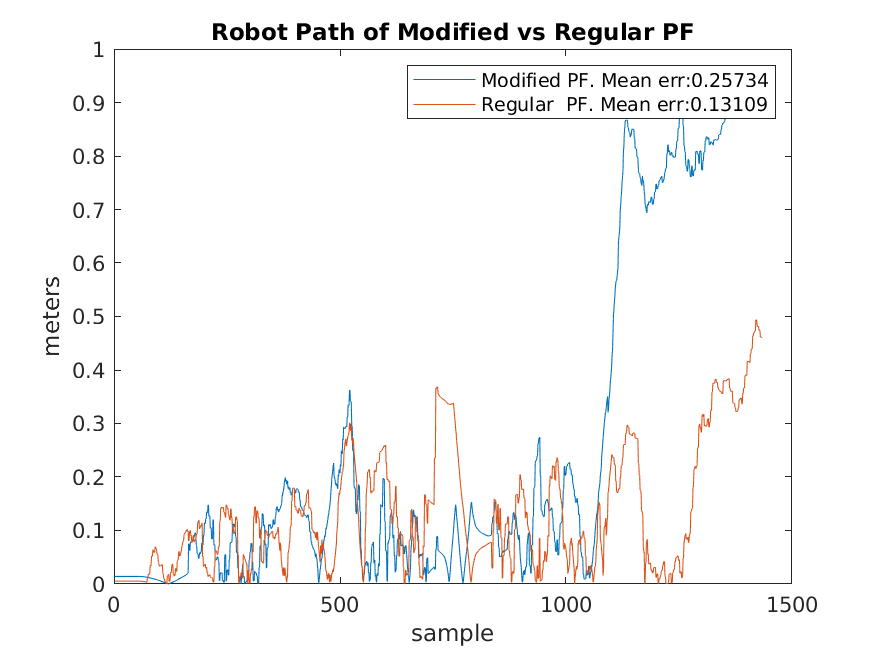 Robot Path of Modified vs Regular PF
1
0.9
0.8
0.7
0.6
0.5
0.4
0.3
0.2
0.1
0
meters
Modified PF. Mean err:0.25734
Regular  PF. Mean err:0.13109
0 500 1000 1500
sample